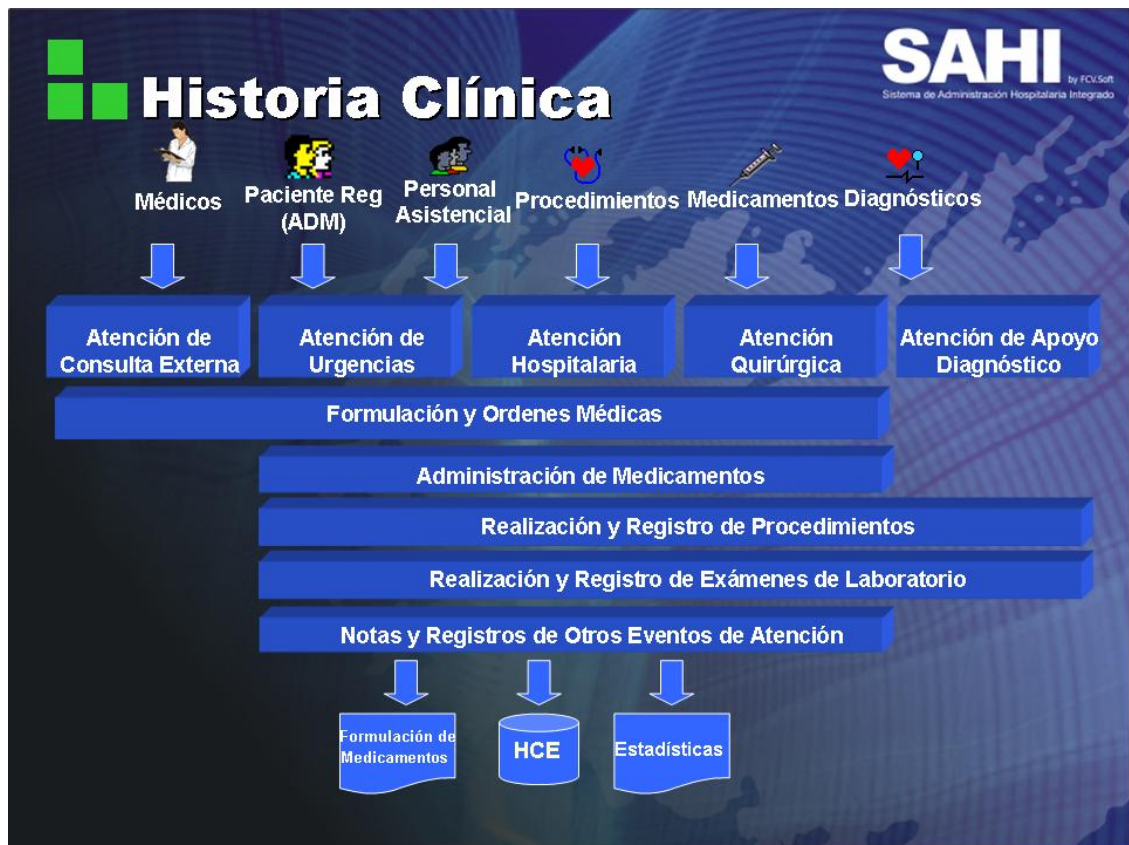 SAHI
by FCV.Soft
Sistema de Administración Hospitalaria Integrado
Historia Clínica
Médicos
Paciente Reg
(ADM)
Personal
Asistencial
Procedimientos
Medicamentos
Diagnósticos
Atención de
Consulta Externa
Atención de
Urgencias
Atención
Hospitalaria
Atención
Quirúrgica
Atención de Apoyo
Diagnóstico
Formulación y Ordenes Médicas
Administración de Medicamentos
Realización y Registro de Procedimientos
Realización y Registro de Exámenes de Laboratorio
Notas y Registros de Otros Eventos de Atención
Formulación de
Medicamentos
HCE
Estadísticas